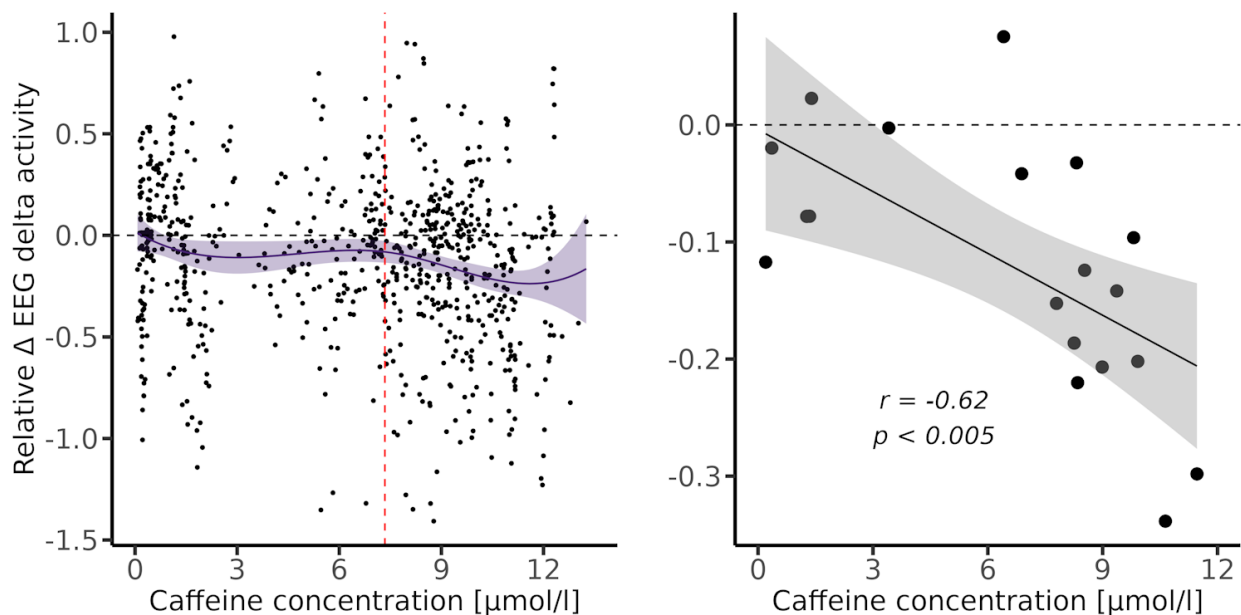 Relative Δ EEG delta activity
1.0
0.5
0.0
-0.5
-1.0
-1.5
0 3 6 9 12
Caffeine concentration [μmol/l]
0.0
-0.1
-0.2
-0.3
r = -0.62
p < 0.005
0 3 6 9 12
Caffeine concentration [μmol/l]